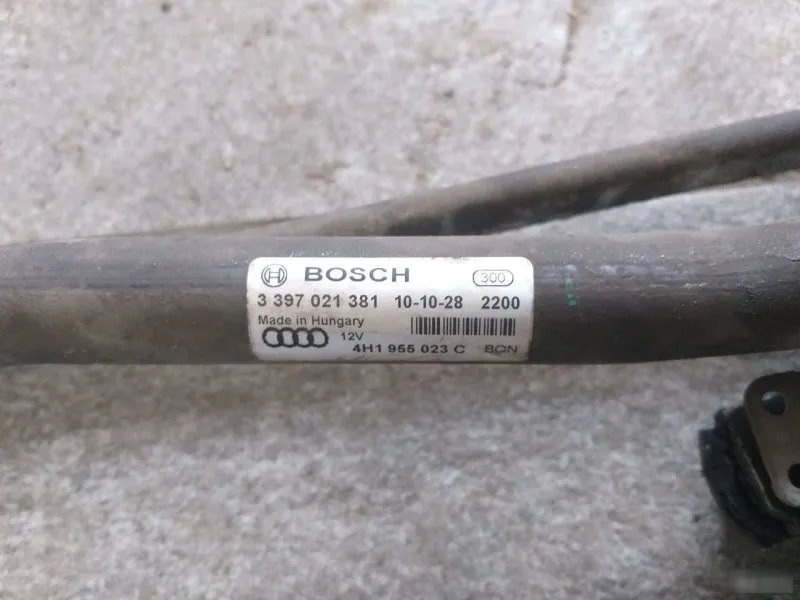 BOSCH 300
3 397 021 381 10-10-28 2200
Made in Hungary
12V
4H1 955 023 C BON